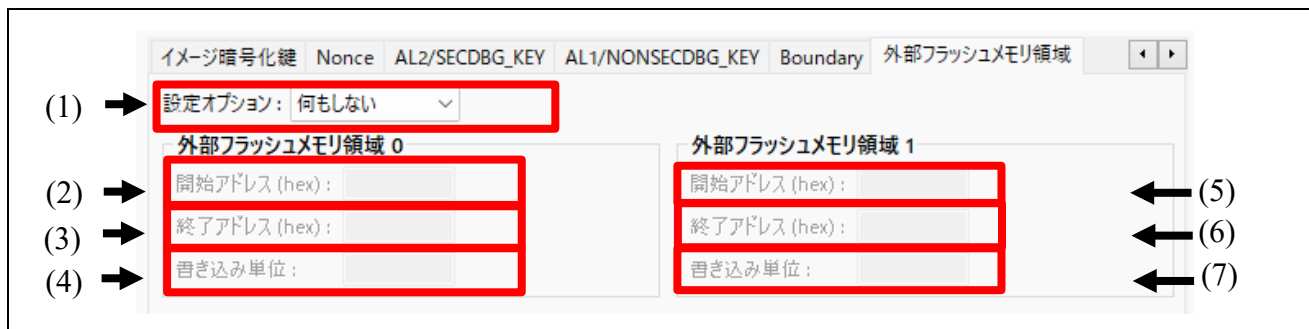 イメージ暗号化鍵 Nonce AL2/SECDBG_KEY AL1/NONSECDBG_KEY Boundary 外部フラッシュメモリ領域
(1) 設定オプション : 何もしない
外部フラッシュメモリ領域 0
(2) 開始アドレス (hex) :
(3) 終了アドレス (hex) :
(4) 書き込み単位 :
外部フラッシュメモリ領域 1
開始アドレス (hex) : (5)
終了アドレス (hex) : (6)
書き込み単位 : (7)